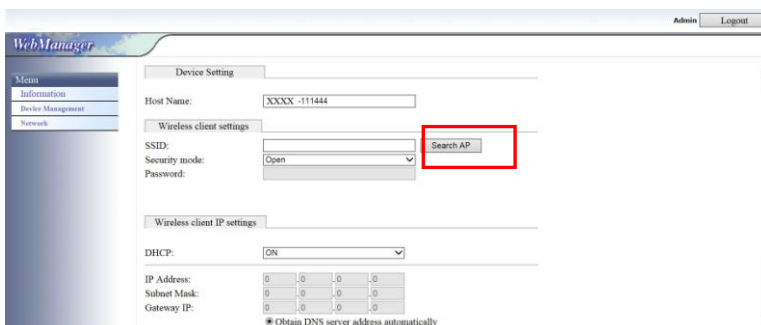 Admin Logout
WebManager
Menu
Information
Device Management
Network
Device Setting
Host Name: XXXX -111444
Wireless client settings
SSID: Search AP
Security mode: Open
Password:
Wireless client IP settings
DHCP: ON
IP Address: 0 .0 .0 .0
Subnet Mask: 0 .0 .0 .0
Gateway IP: 0 .0 .0 .0
Obtain DNS server address automatically